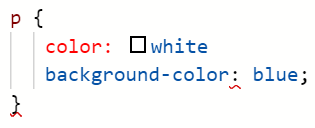 p {
    color: white
    background-color: blue;
}